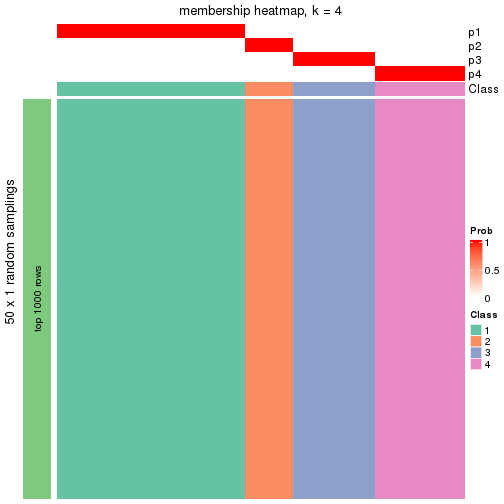 membership heatmap, k = 4
p1
p2
p3
p4
Class
50 x 1 random samplings
top 1000 rows
Prob
1
0.5
0
Class
1
2
3
4